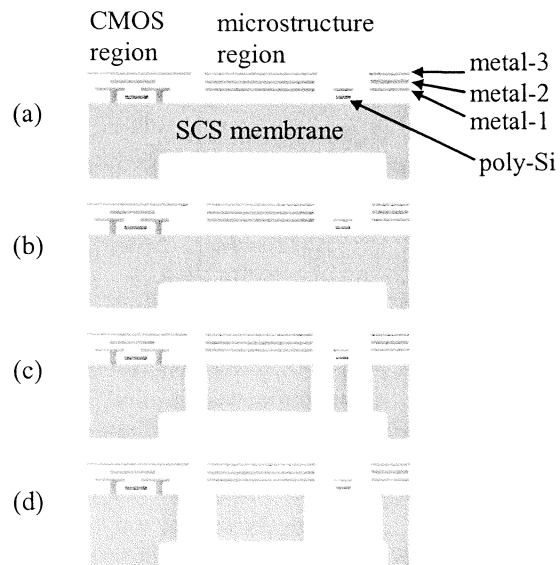 CMOS region
microstructure region
metal-3
metal-2
metal-1
(a)
SCS membrane
poly-Si
(b)
(c)
(d)